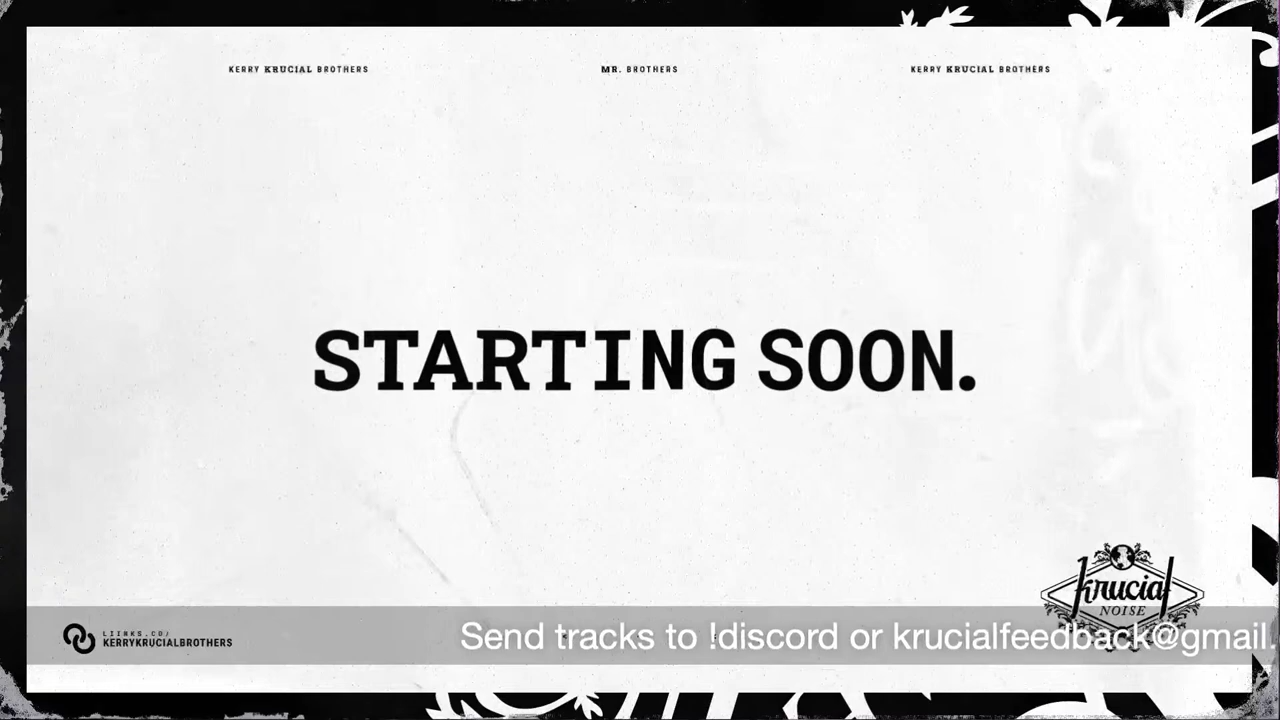 KERRY KRUCIAL BROTHERS
MR. BROTHERS
KERRY KRUCIAL BROTHERS
STARTING SOON.
krucial
NOISE
LIINKS.CO/
KERRYKRUCIALBROTHERS
Send tracks to !discord or krucialfeedback@gmail.